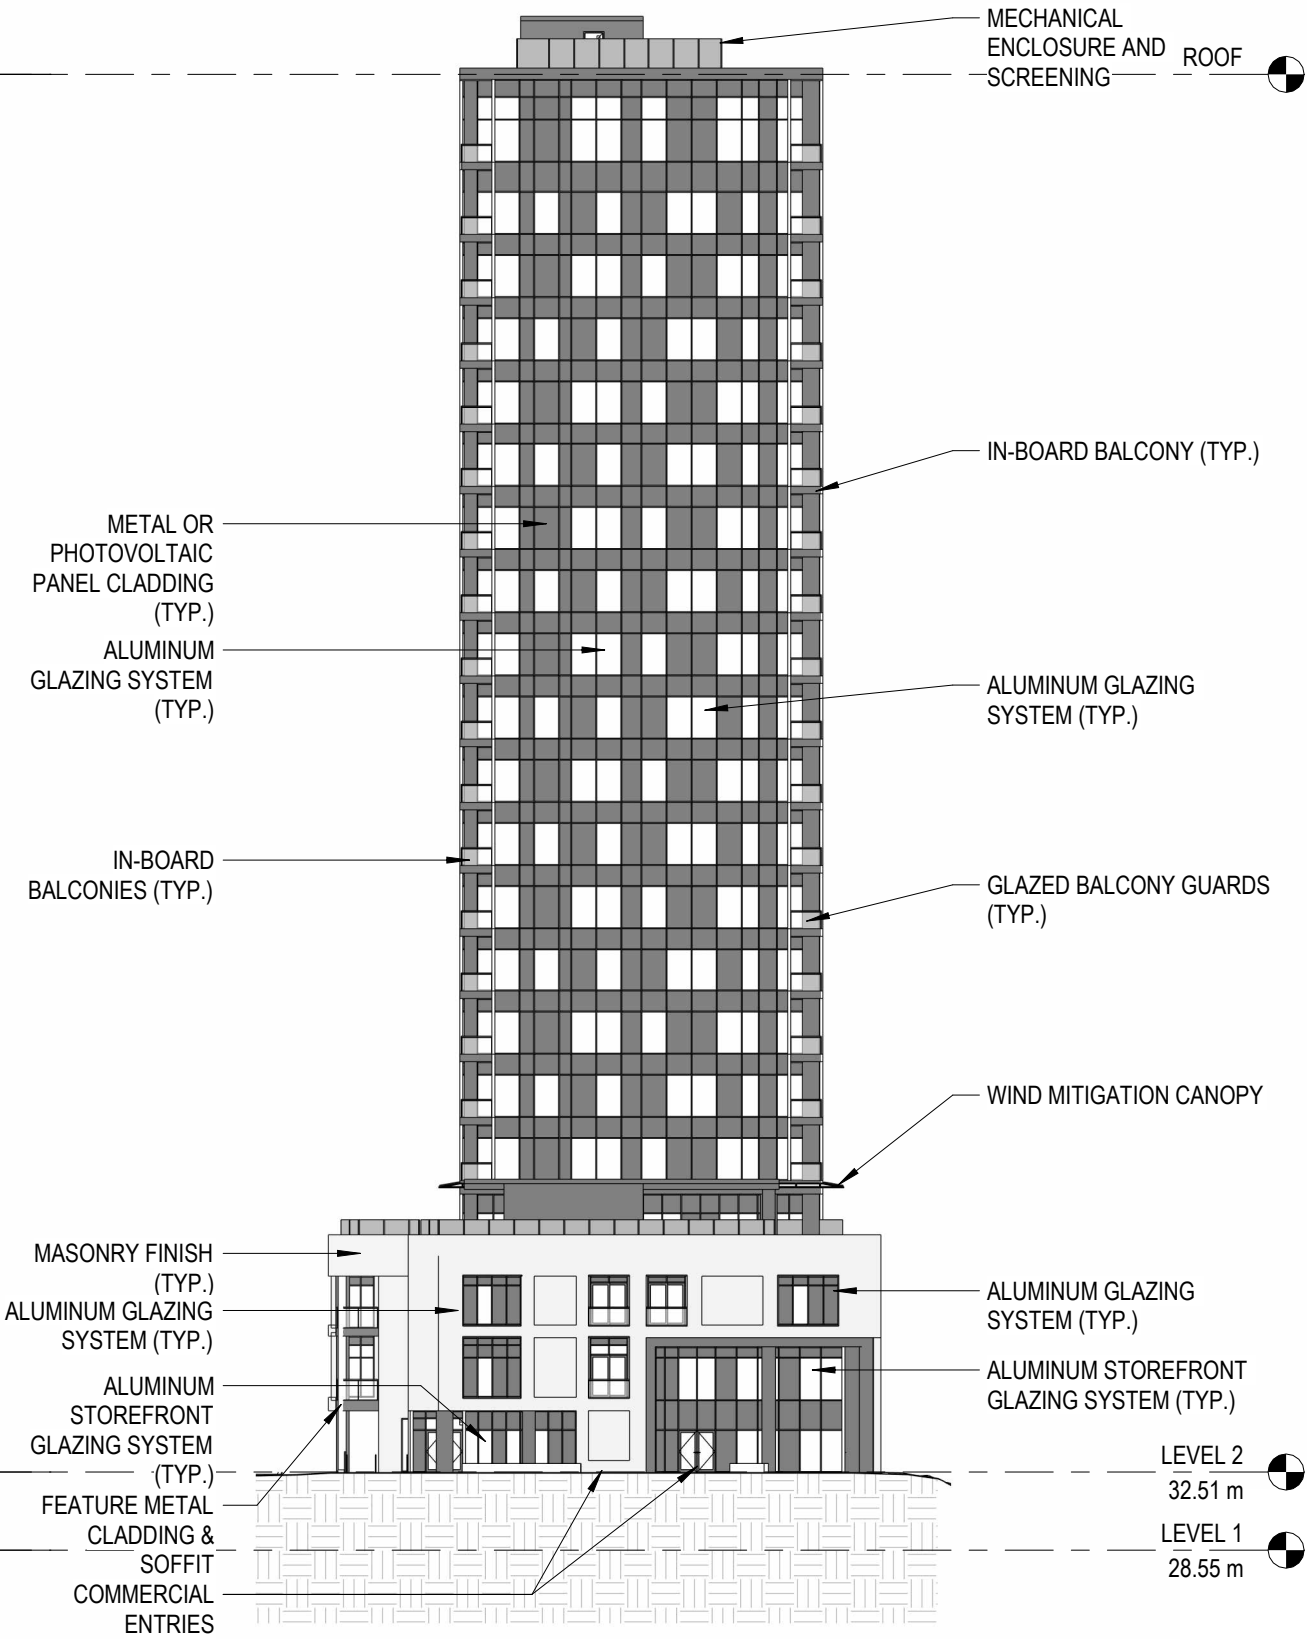 MECHANICAL
ENCLOSURE AND
SCREENING
ROOF
IN-BOARD BALCONY (TYP.)
METAL OR
PHOTOVOLTAIC
PANEL CLADDING
(TYP.)
ALUMINUM
GLAZING SYSTEM
(TYP.)
ALUMINUM GLAZING
SYSTEM (TYP.)
IN-BOARD
BALCONIES (TYP.)
GLAZED BALCONY GUARDS
(TYP.)
WIND MITIGATION CANOPY
MASONRY FINISH
(TYP.)
ALUMINUM GLAZING
SYSTEM (TYP.)
ALUMINUM GLAZING
SYSTEM (TYP.)
ALUMINUM
STOREFRONT
GLAZING SYSTEM
(TYP.)
ALUMINUM STOREFRONT
GLAZING SYSTEM (TYP.)
FEATURE METAL
CLADDING &
SOFFIT
COMMERCIAL
ENTRIES
LEVEL 2
32.51 m
LEVEL 1
28.55 m